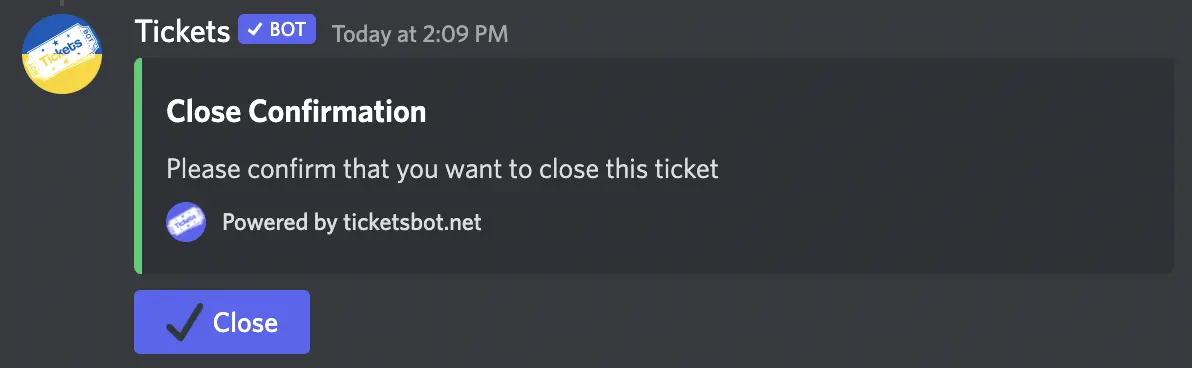 Tickets ✓ BOT Today at 2:09 PM
Close Confirmation
Please confirm that you want to close this ticket
Tickets Powered by ticketsbot.net
✔ Close